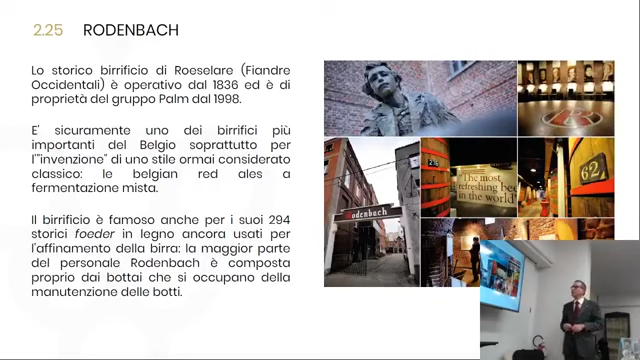 2.25 RODENBACH
Lo storico birrificio di Roeselare (Fiandre
Occidentali) è operativo dal 1836 ed è di
proprietà del gruppo Palm dal 1998.
E' sicuramente uno dei birrifici più
importanti del Belgio soprattutto per
l'"invenzione" di uno stile ormai considerato
classico: le belgian red ales a
fermentazione mista.
Il birrificio è famoso anche per i suoi 294
storici foeder in legno ancora usati per
l'affinamento della birra: la maggior parte
del personale Rodenbach è composta
proprio dai bottai che si occupano della
manutenzione delle botti.
R
odenbach
216
The most
refreshing bee
in the world"
62